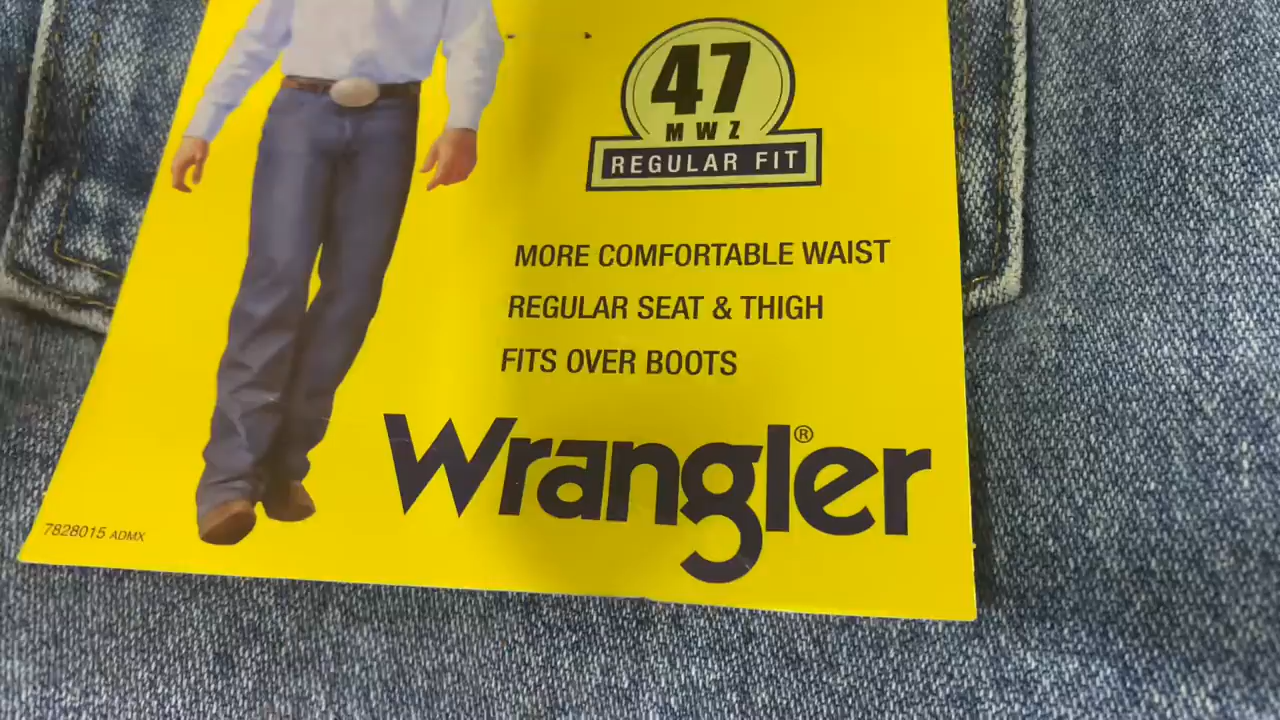 47
MWZ
REGULAR FIT
MORE COMFORTABLE WAIST
REGULAR SEAT & THIGH
FITS OVER BOOTS
Wrangler®
7828015 ADMX